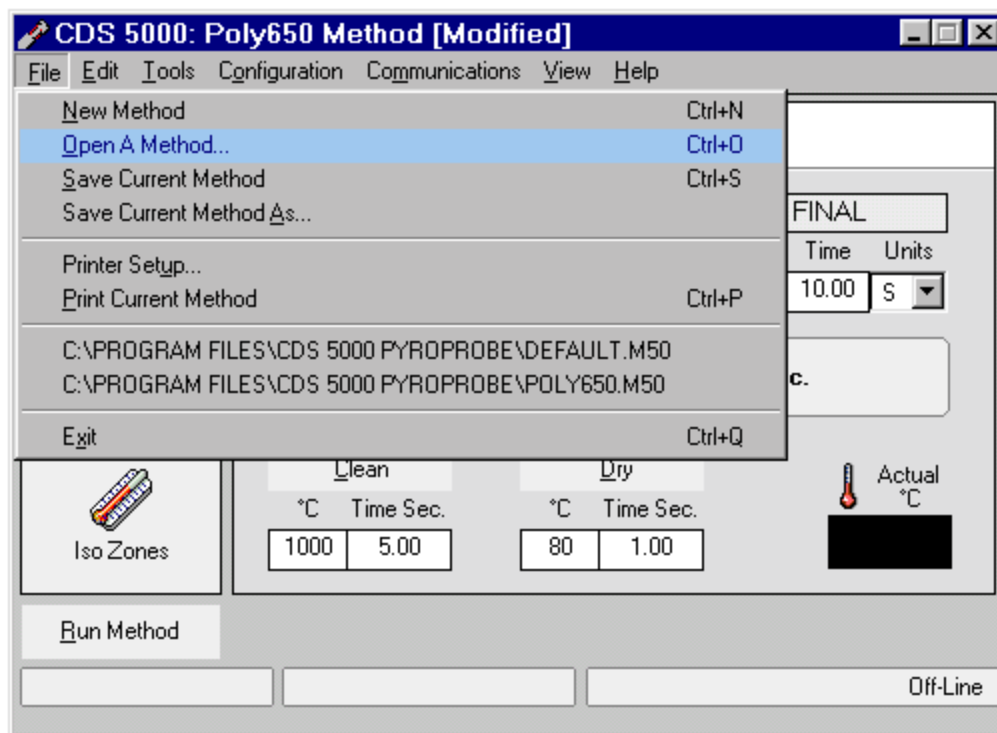 CDS 5000: Poly650 Method [Modified]
File Edit Tools Configuration Communications View Help
New Method Ctrl+N
Open A Method... Ctrl+O
Save Current Method Ctrl+S
Save Current Method As...
Printer Setup...
Print Current Method Ctrl+P
C:\PROGRAM FILES\CDS 5000 PYROPROBE\DEFAULT.M50
C:\PROGRAM FILES\CDS 5000 PYROPROBE\POLY650.M50
Exit Ctrl+Q
FINAL
Time Units
10.00 S
c.
Clean Dry
°C Time Sec. °C Time Sec.
1000 5.00 80 1.00
Actual
°C
Iso Zones
Run Method
Off-Line